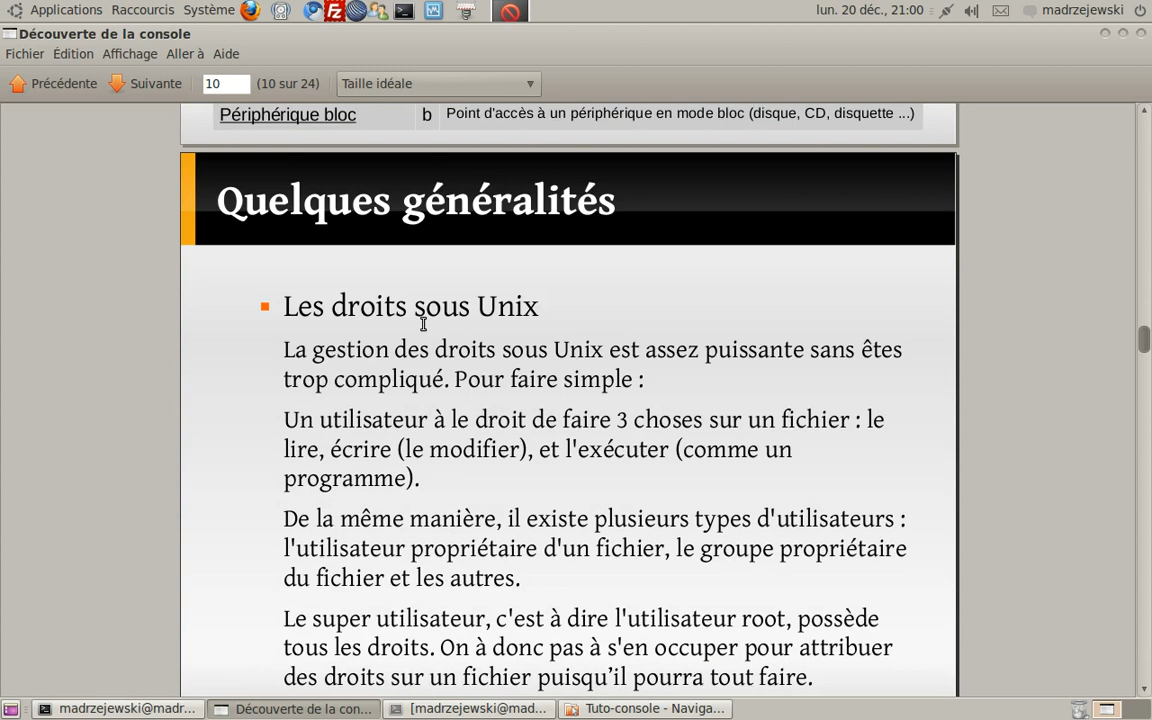 Applications Raccourcis Système lun. 20 déc., 21:00 madrzejewski
Découverte de la console
Fichier Édition Affichage Aller à Aide
Précédente Suivante 10 (10 sur 24) Taille idéale
Périphérique bloc b Point d'accès à un périphérique en mode bloc (disque, CD, disquette ...)
Quelques généralités
Les droits sous Unix
La gestion des droits sous Unix est assez puissante sans êtes
trop compliqué. Pour faire simple :
Un utilisateur à le droit de faire 3 choses sur un fichier : le
lire, écrire (le modifier), et l'exécuter (comme un
programme).
De la même manière, il existe plusieurs types d'utilisateurs :
l'utilisateur propriétaire d'un fichier, le groupe propriétaire
du fichier et les autres.
Le super utilisateur, c'est à dire l'utilisateur root, possède
tous les droits. On à donc pas à s'en occuper pour attribuer
des droits sur un fichier puisqu’il pourra tout faire.
madrzejewski@madr... Découverte de la con... [madrzejewski@mad... Tuto-console - Naviga...